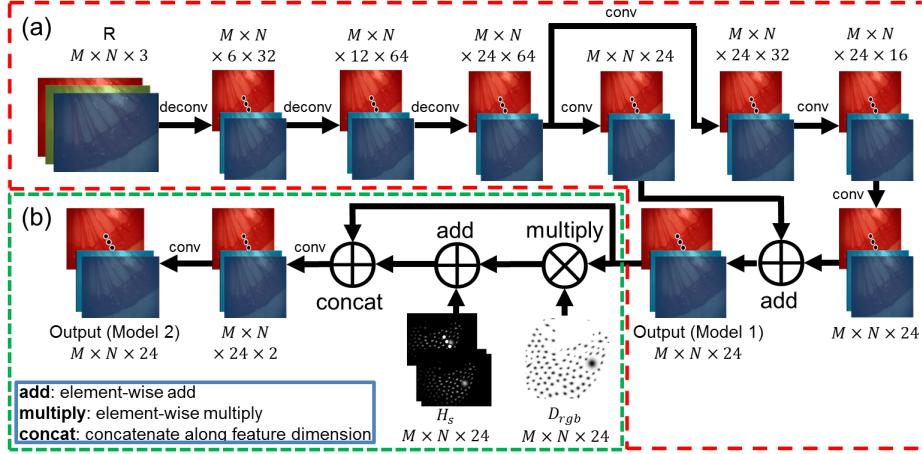 (a)
R
M × N × 3
deconv
M × N
× 6 × 32
deconv
M × N
× 12 × 64
deconv
M × N
× 24 × 64
conv
conv
M × N × 24
M × N
× 24 × 32
conv
M × N
× 24 × 16
conv
M × N × 24
add
Output (Model 1)
M × N × 24
(b)
multiply
D_rgb
M × N × 24
add
H_s
M × N × 24
concat
conv
M × N
× 24 × 2
conv
Output (Model 2)
M × N × 24
add: element-wise add
multiply: element-wise multiply
concat: concatenate along feature dimension